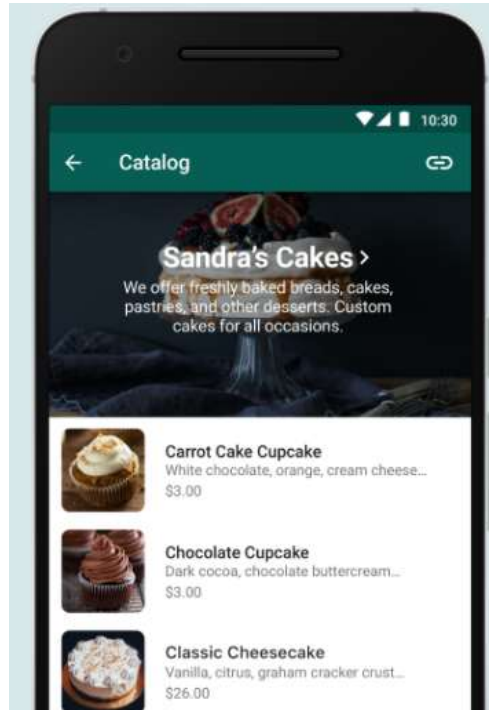 10:30
Catalog
Sandra's Cakes
We offer freshly baked breads, cakes,
pastries, and other desserts. Custom
cakes for all occasions.
Carrot Cake Cupcake
White chocolate, orange, cream cheese...
$3.00
Chocolate Cupcake
Dark cocoa, chocolate buttercream...
$3.00
Classic Cheesecake
Vanilla, citrus, graham cracker crust...
$26.00